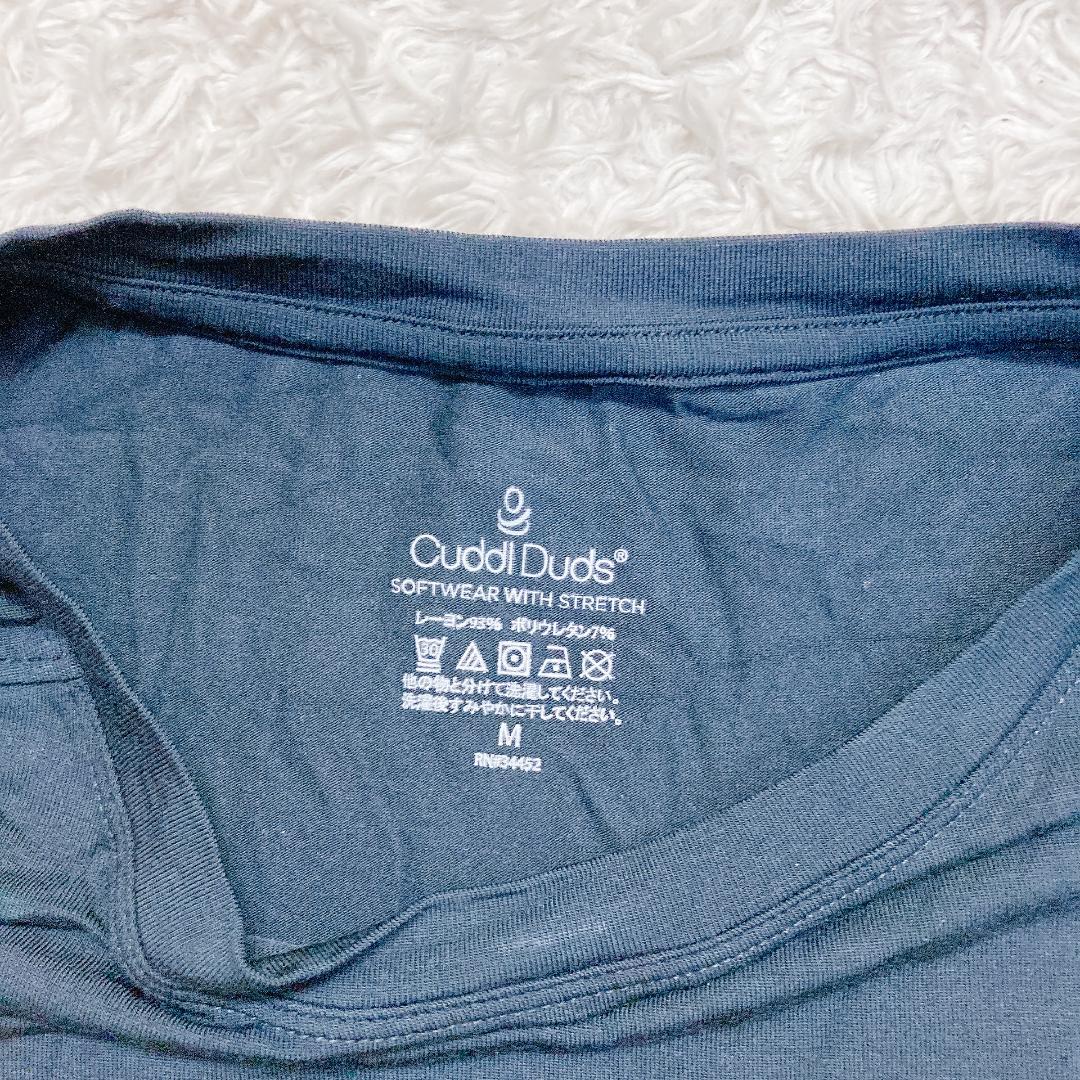 Cuddl Duds®
SOFTWEAR WITH STRETCH
レーヨン93% ポリウレタン7%
30
他の物と分けて洗濯してください。
洗濯後すみやかに干してください。
M
RN#34452